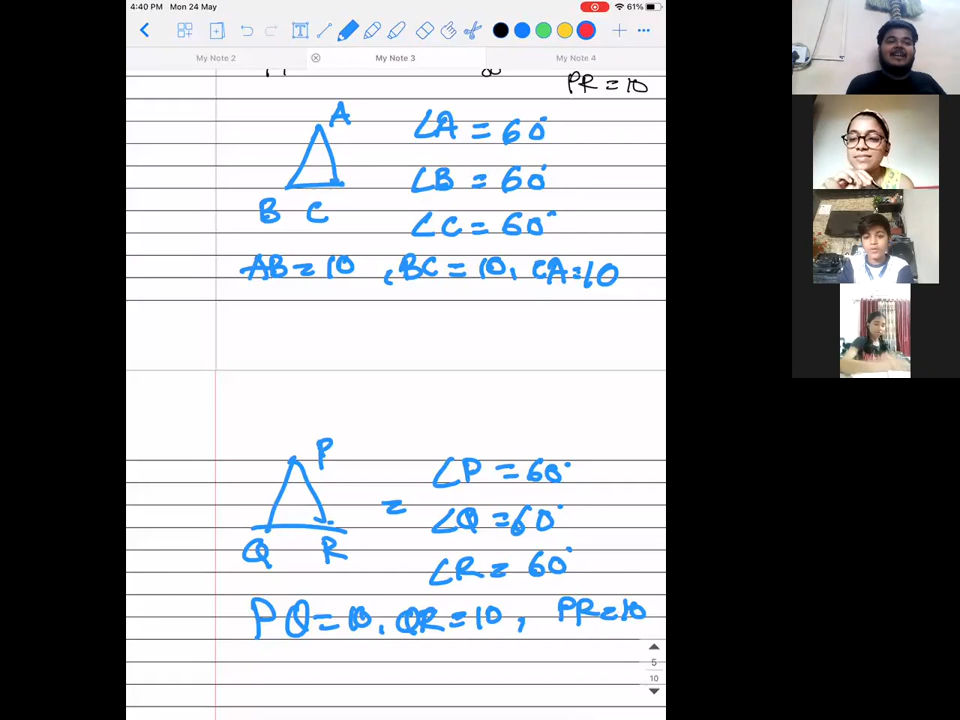 4:40 PM Mon 24 May
61%
My Note 2
My Note 3
My Note 4
PR = 10
A
∠A = 60°
∠B = 60°
B C
∠C = 60°
AB = 10 , BC = 10, CA = 10
P
∠P = 60°
=
∠Q = 60°
Q R
∠R = 60°
PQ = 10, QR = 10, PR = 10
5
10